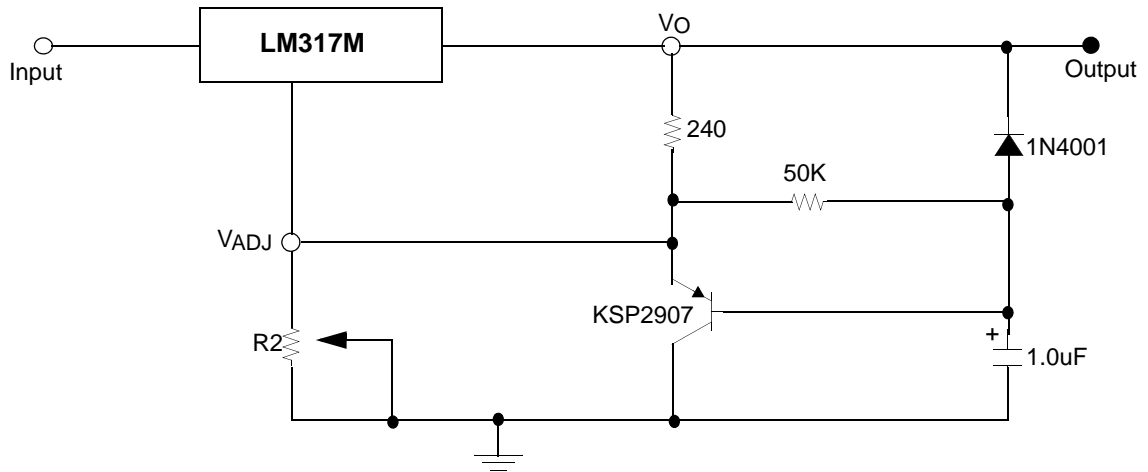 LM317M
VO
Input
Output
240
1N4001
50K
VADJ
KSP2907
R2
+
1.0uF